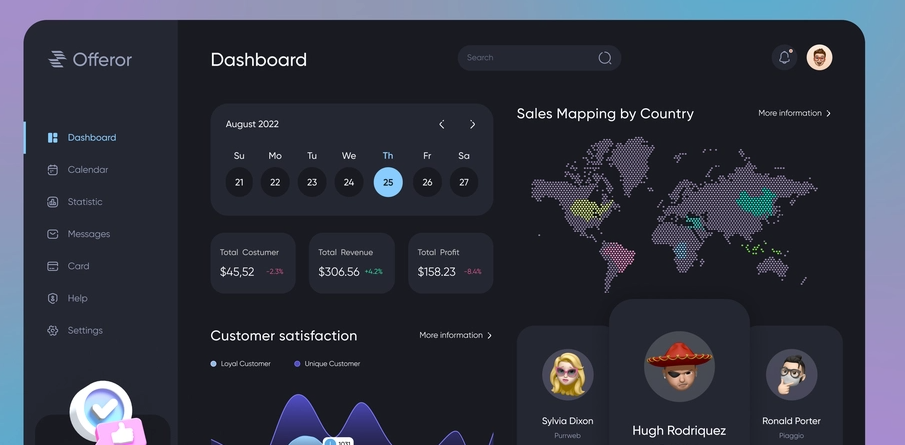 Offeror
Dashboard
Search
Dashboard
Calendar
Statistic
Messages
Card
Help
Settings
August 2022
Su Mo Tu We Th Fr Sa
21 22 23 24 25 26 27
Total Costumer
$45,52 -2.3%
Total Revenue
$306.56 +4.2%
Total Profit
$158.23 -8.4%
Customer satisfaction
More information
Loyal Customer
Unique Customer
1031
Sales Mapping by Country
More information
Sylvia Dixon
Purrweb
Hugh Rodriquez
Ronald Porter
Piaggio